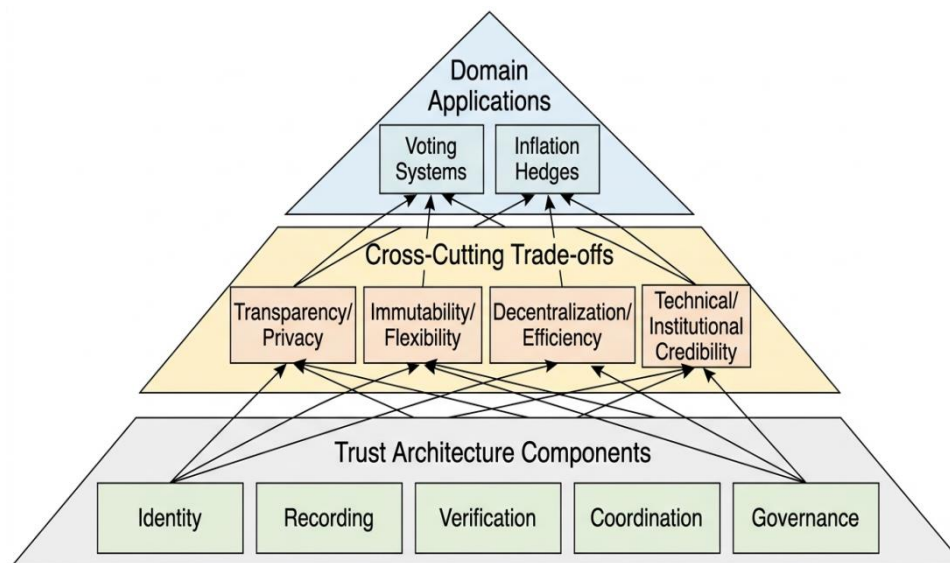 Domain
Applications
Voting
Systems
Inflation
Hedges
Cross-Cutting Trade-offs
Transparency/
Privacy
Immutability/
Flexibility
Decentralization/
Efficiency
Technical/
Institutional
Credibility
Trust Architecture Components
Identity
Recording
Verification
Coordination
Governance